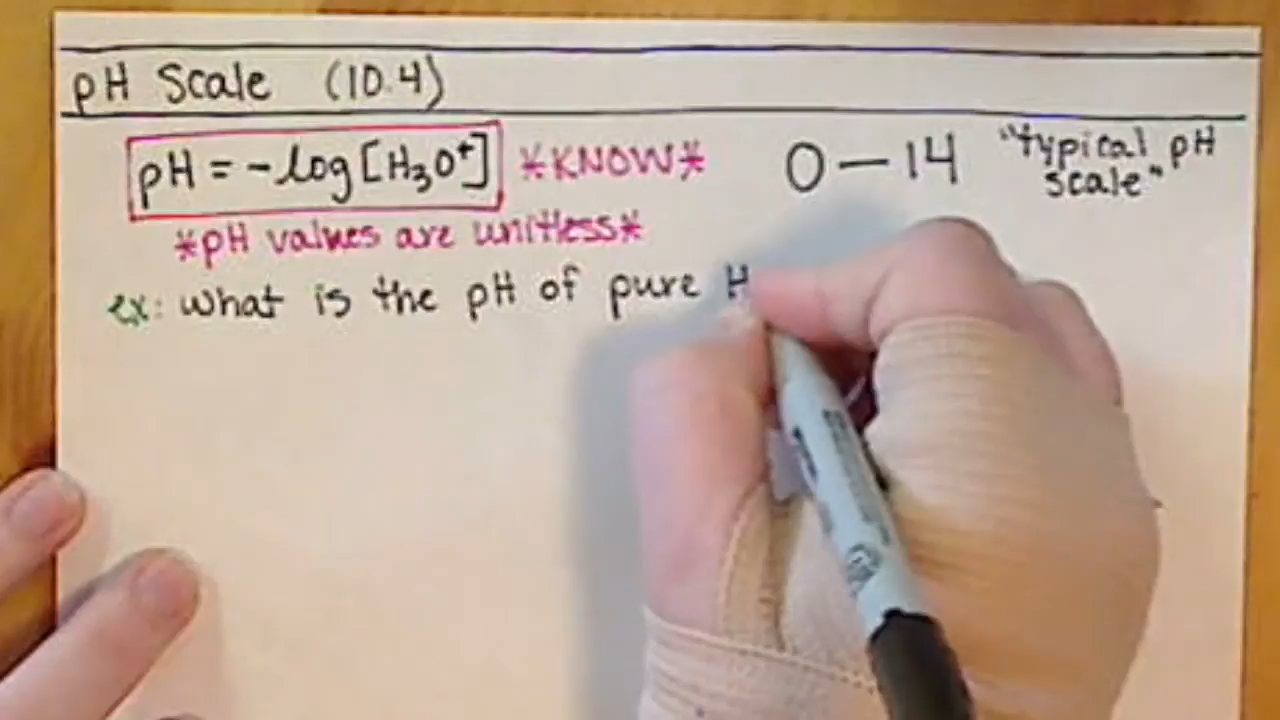 pH Scale (10.4)
pH = -log[H₃O⁺] *KNOW* 0 — 14 "typical pH
scale"
*pH values are unitless*
ex: what is the pH of pure H